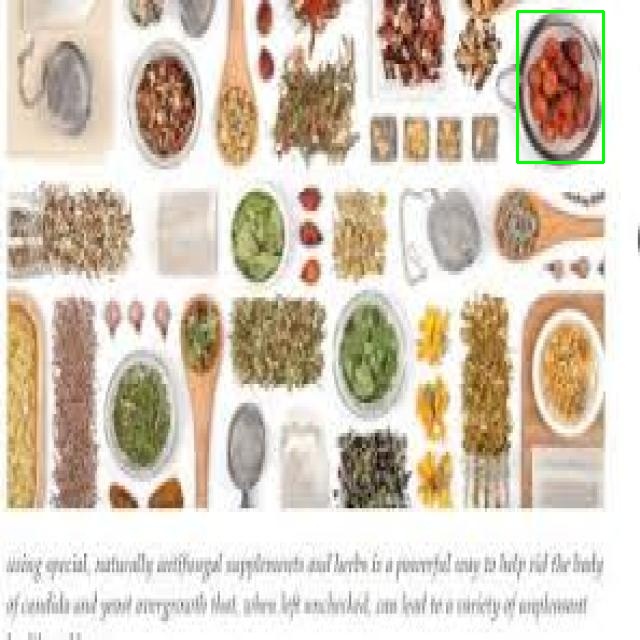 using special, naturally antifungal supplements and herbs is a powerful way to help rid the body
of candida and yeast overgrowth that, when left unchecked, can lead to a variety of unpleasant